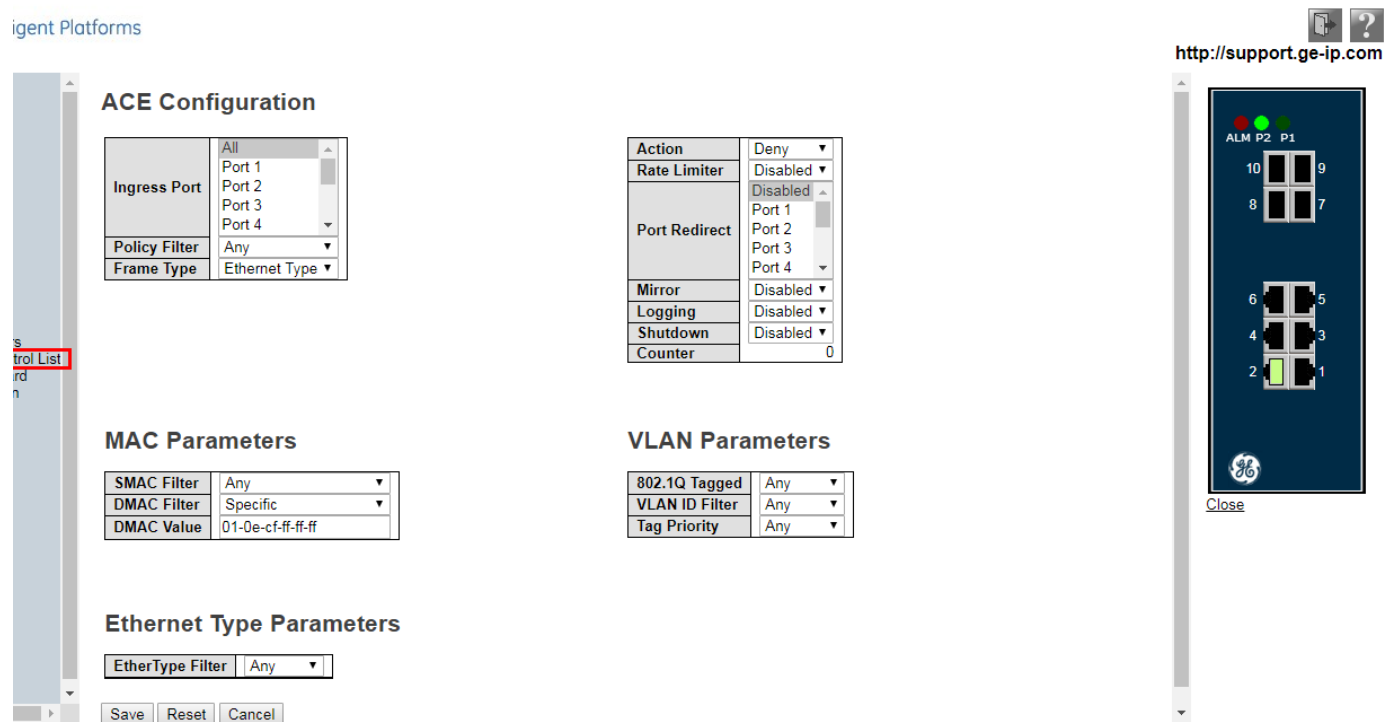 igent Platforms
http://support.ge-ip.com
ACE Configuration
Ingress Port
All
Port 1
Port 2
Port 3
Port 4
Policy Filter Any
Frame Type Ethernet Type
Action Deny
Rate Limiter Disabled
Port Redirect
Disabled
Port 1
Port 2
Port 3
Port 4
Mirror Disabled
Logging Disabled
Shutdown Disabled
Counter 0
s
trol List
rd
n
MAC Parameters
SMAC Filter Any
DMAC Filter Specific
DMAC Value 01-0e-cf-ff-ff-ff
VLAN Parameters
802.1Q Tagged Any
VLAN ID Filter Any
Tag Priority Any
Ethernet Type Parameters
EtherType Filter Any
Save Reset Cancel
ALM P2 P1
10 9
8 7
6 5
4 3
2 1
GE
Close
?